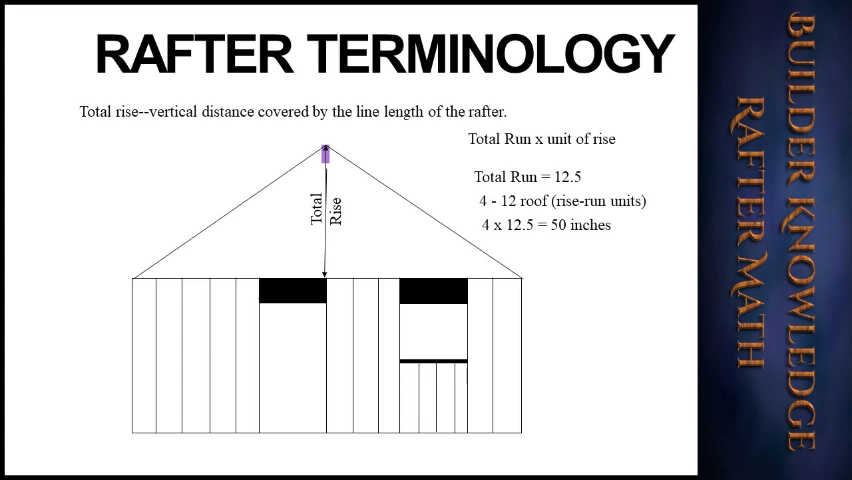 RAFTER TERMINOLOGY
Total rise--vertical distance covered by the line length of the rafter.
Total Run x unit of rise
Total Run = 12.5
4 - 12 roof (rise-run units)
4 x 12.5 = 50 inches
Total
Rise
BUILDER KNOWLEDGE
RAFTER MATH